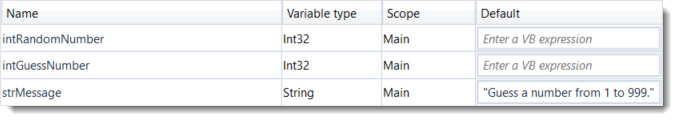 Name Variable type Scope Default
intRandomNumber Int32 Main Enter a VB expression
intGuessNumber Int32 Main Enter a VB expression
strMessage String Main "Guess a number from 1 to 999."